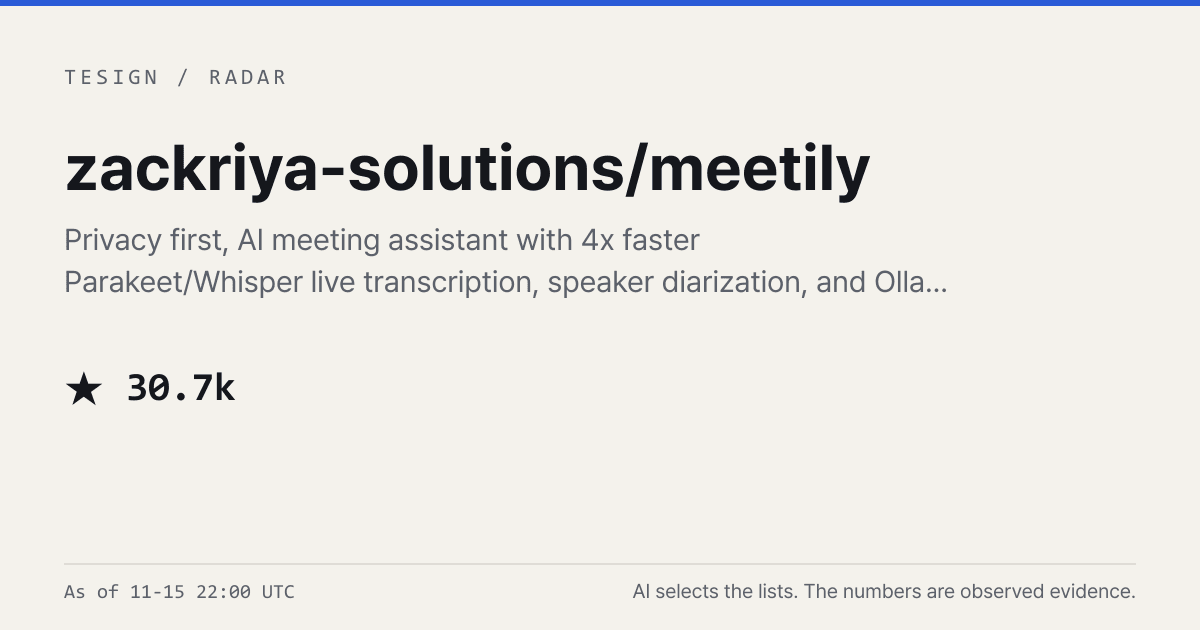 TESIGN / RADAR
zackriya-solutions/meetily
Privacy first, AI meeting assistant with 4x faster
Parakeet/Whisper live transcription, speaker diarization, and Olla...
★ 30.7k
As of 11-15 22:00 UTC
AI selects the lists. The numbers are observed evidence.